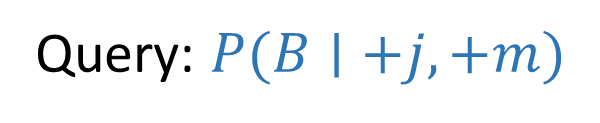 Query: P(B | +j, +m)